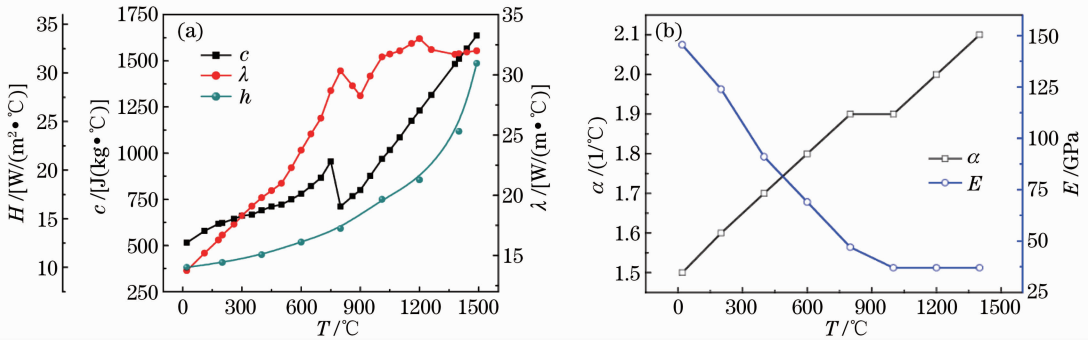 (a)
c
λ
h
35
30
25
20
15
10
H/[W/(m²•℃)]
1750
1500
1250
1000
750
500
250
c/[J(kg•℃)]
35
30
25
20
15
λ/[W/(m•℃)]
0 300 600 900 1200 1500
T/℃
(b)
α
E
2.1
2.0
1.9
1.8
1.7
1.6
1.5
α/(1/℃)
150
125
100
75
50
25
E/GPa
0 300 600 900 1200 1500
T/℃